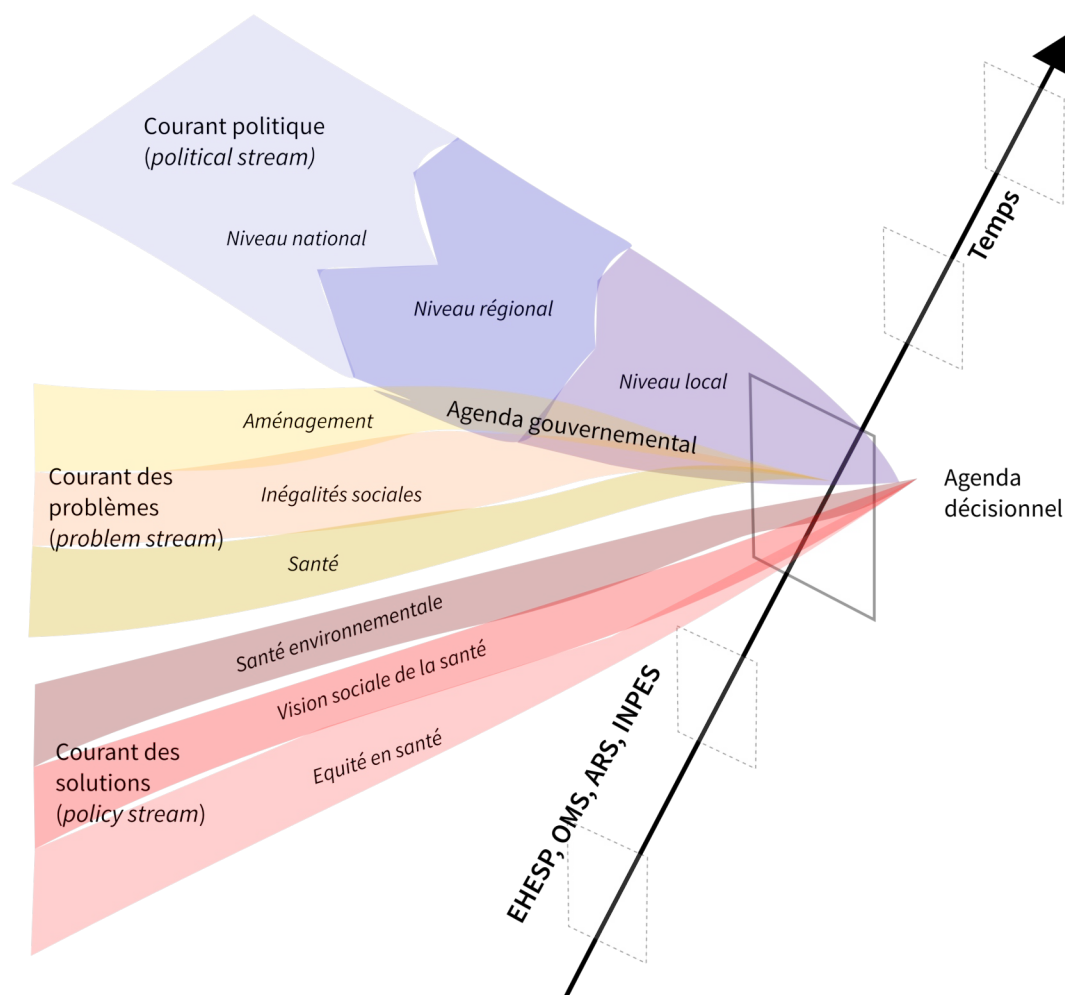 Courant politique
(political stream)
Niveau national
Temps
Niveau régional
Niveau local
Aménagement
Agenda gouvernemental
Courant des
problèmes
(problem stream)
Inégalités sociales
Agenda
décisionnel
Santé
Santé environnementale
Vision sociale de la santé
Courant des
solutions
(policy stream)
Equité en santé
EHESP, OMS, ARS, INPES